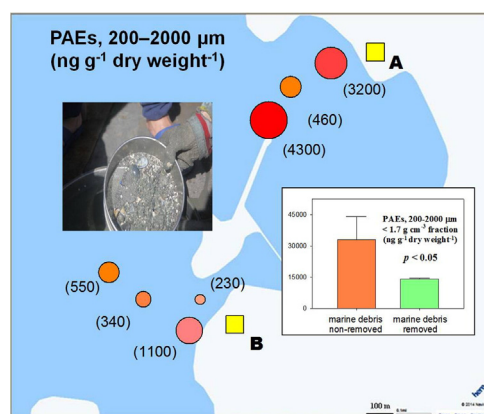 PAEs, 200–2000 μm
(ng g⁻¹ dry weight⁻¹)
A
(3200)
(460)
(4300)
(550)
(340)
(230)
(1100)
B
PAEs, 200-2000 μm
< 1.7 g cm⁻³ fraction
(ng g⁻¹ dry weight⁻¹)
p < 0.05
45000
30000
15000
0
marine debris
non-removed
marine debris
removed
100 m
here